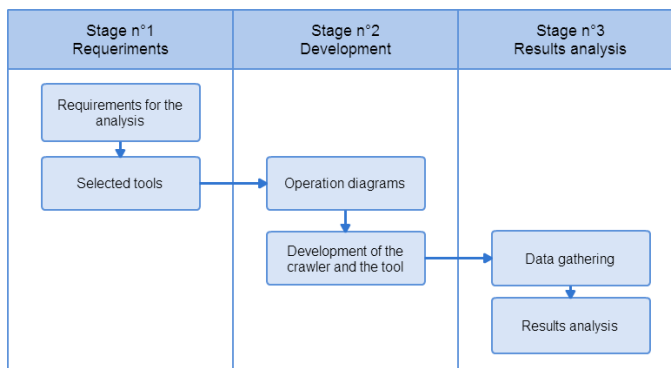 Stage n°1
Requeriments
Stage n°2
Development
Stage n°3
Results analysis
Requirements for the
analysis
Selected tools
Operation diagrams
Development of the
crawler and the tool
Data gathering
Results analysis